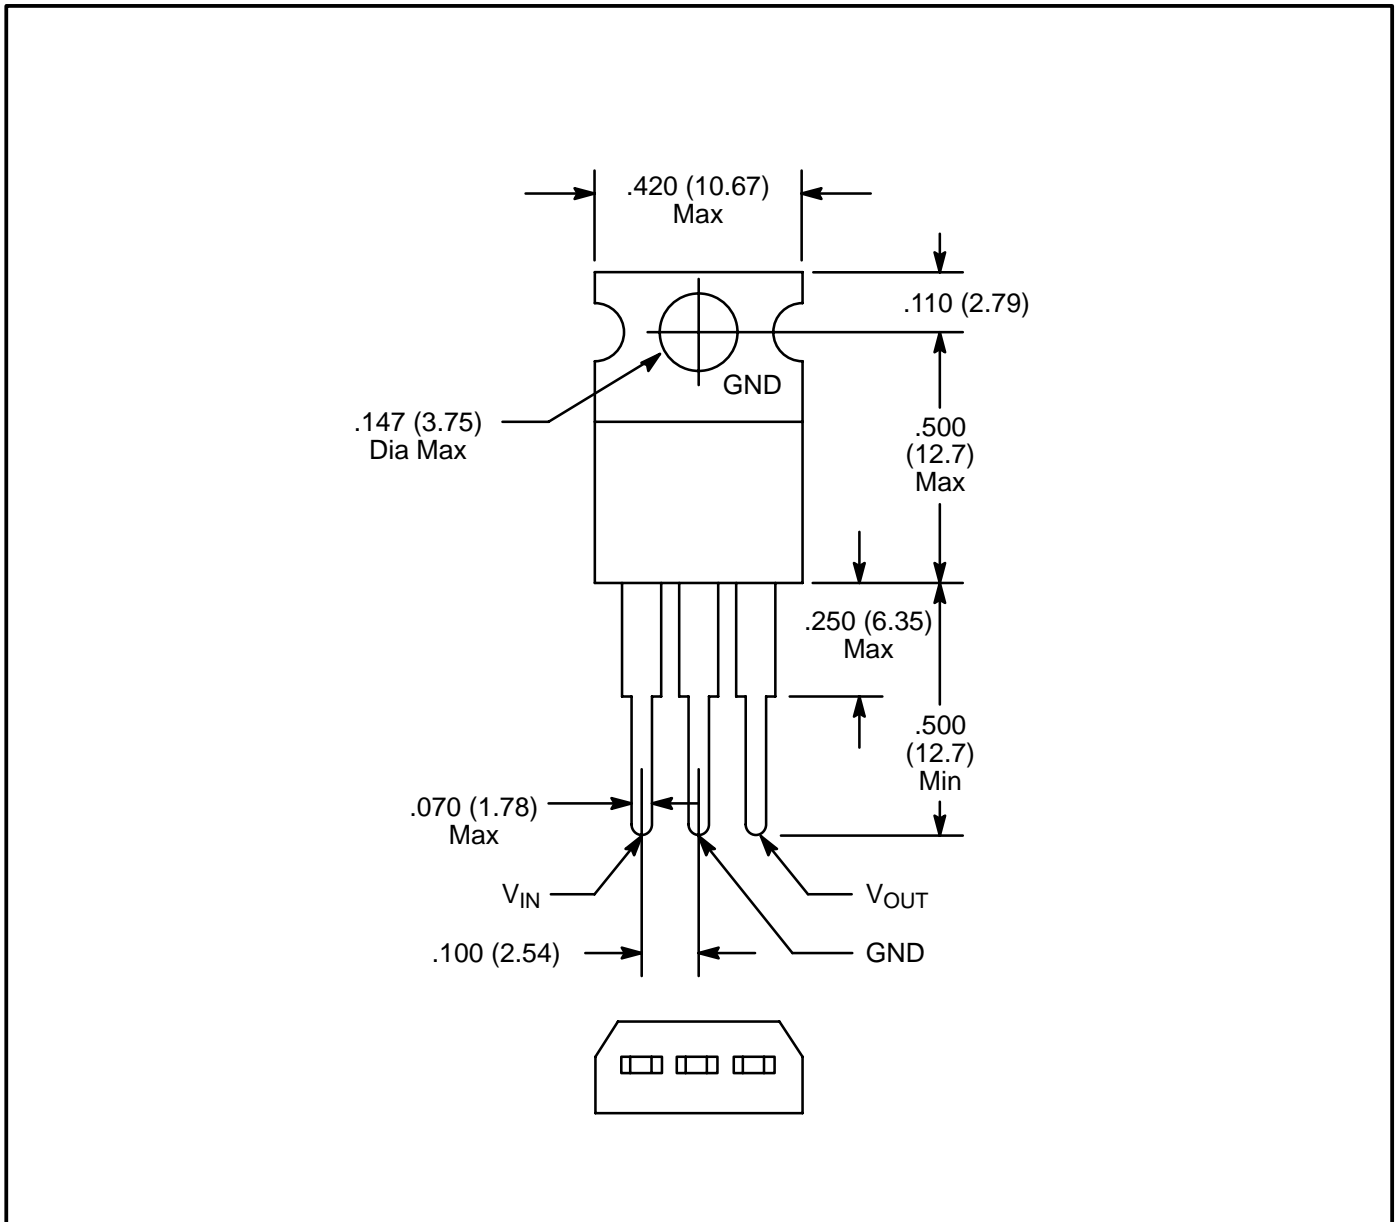 .420 (10.67)
Max
.110 (2.79)
GND
.147 (3.75)
Dia Max
.500
(12.7)
Max
.250 (6.35)
Max
.500
(12.7)
Min
.070 (1.78)
Max
VIN
VOUT
.100 (2.54)
GND